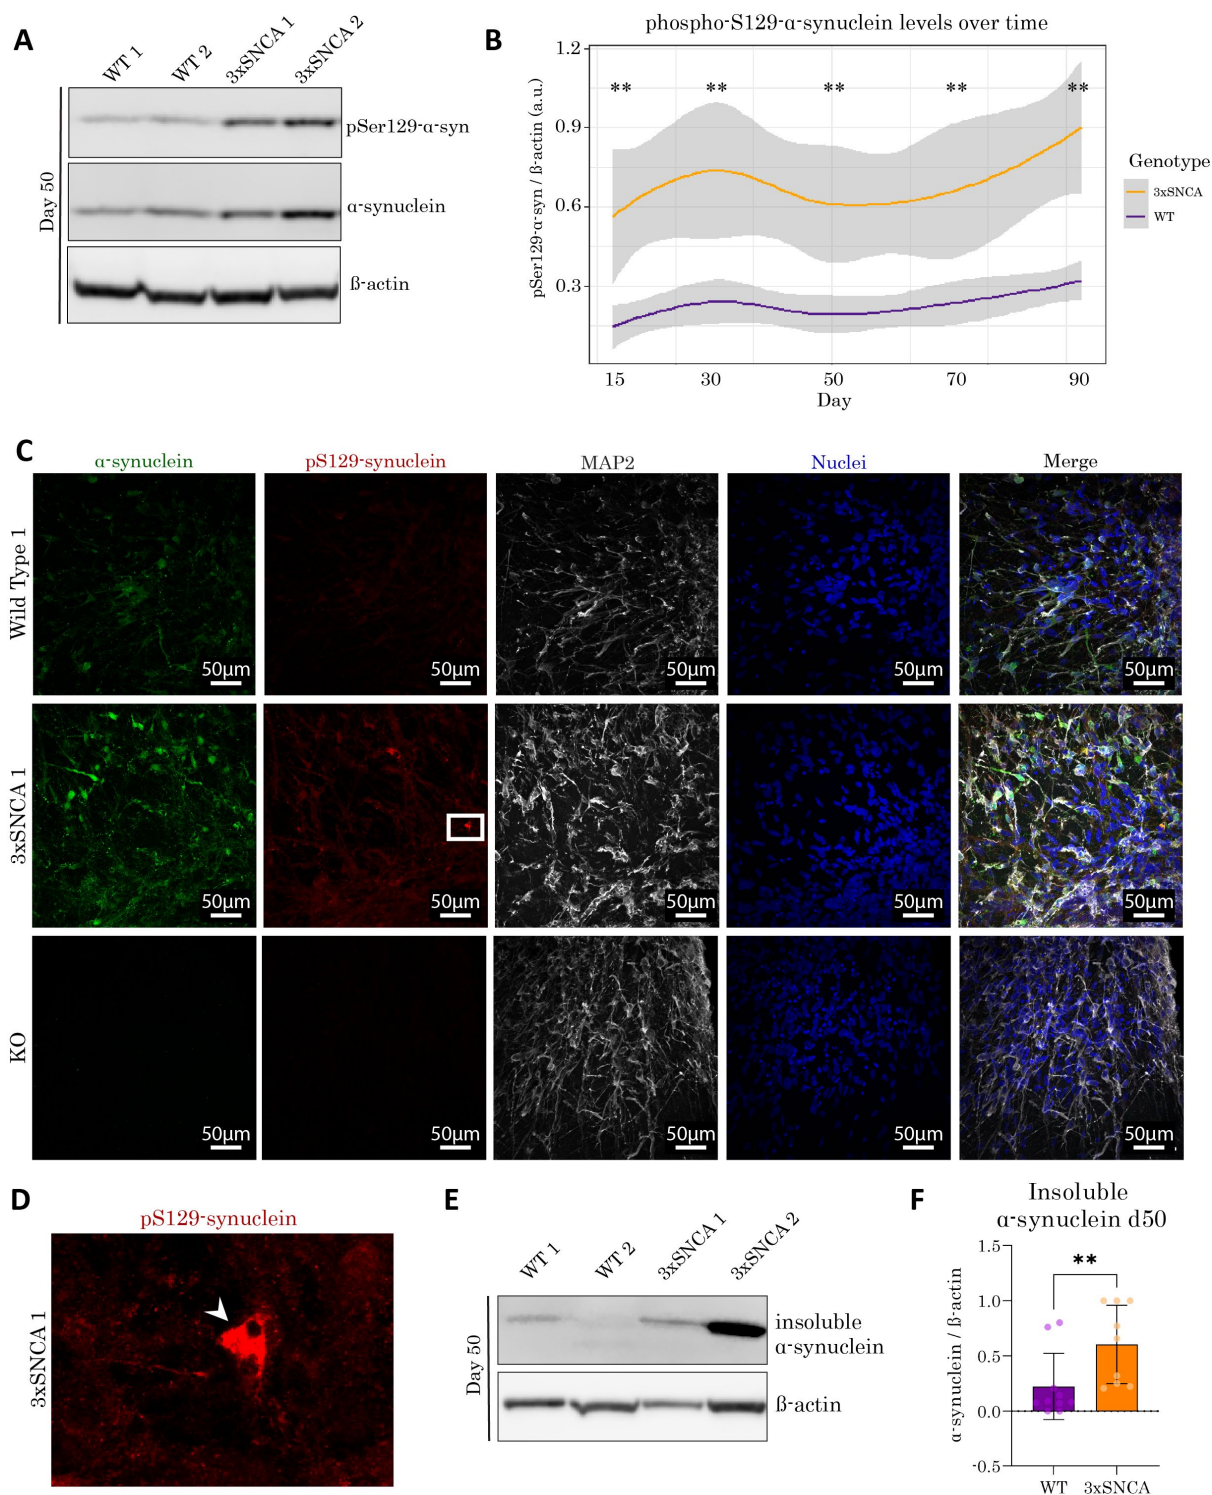 A
WT 1
WT 2
3xSNCA 1
3xSNCA 2
Day 50
pSer129-α-syn
α-synuclein
ß-actin
B
phospho-S129-α-synuclein levels over time
pSer129-α-syn / ß-actin (a.u.)
1.2
0.9
0.6
0.3
** ** ** ** **
15 30 50 70 90
Day
Genotype
3xSNCA
WT
C
α-synuclein pS129-synuclein MAP2 Nuclei Merge
Wild Type 1
50µm 50µm 50µm 50µm 50µm
3xSNCA 1
50µm 50µm 50µm 50µm 50µm
KO
50µm 50µm 50µm 50µm 50µm
D
pS129-synuclein
3xSNCA 1
E
WT 1
WT 2
3xSNCA 1
3xSNCA 2
Day 50
insoluble
α-synuclein
ß-actin
F
Insoluble
α-synuclein d50
α-synuclein / ß-actin
1.5
1.0
0.5
0.0
-0.5
**
WT 3xSNCA